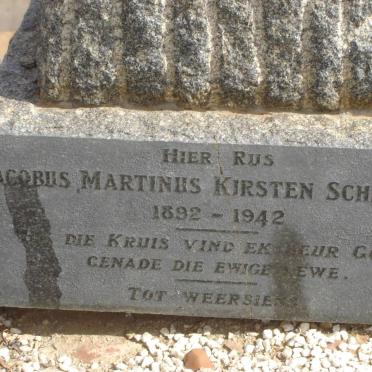 HIER RUS
ACOBUS MARTINUS KIRSTEN SCH
1892 - 1942
DIE KRUIS VIND EK DEUR G
GENADE DIE EWIGE LEWE.
TOT WEERSIENS